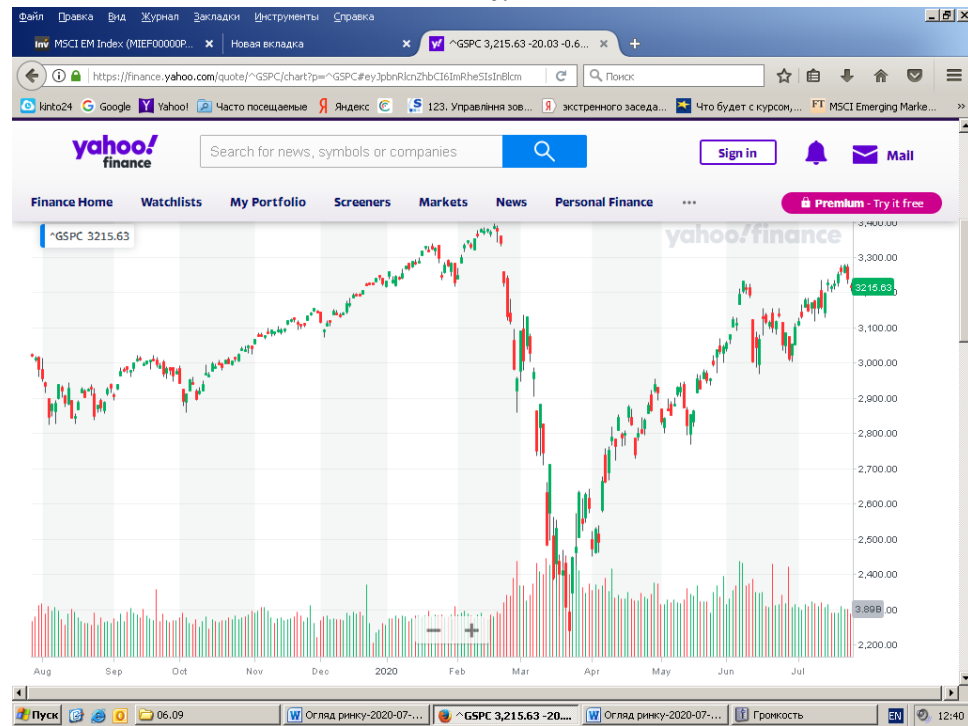 Файл Правка Вид Журнал Закладки Инструменты Справка
Inv MSCI EM Index (MIEF00000P... Новая вкладка ^GSPC 3,215.63 -20.03 -0.6...
https://finance.yahoo.com/quote/^GSPC/chart?p=^GSPC#eyJpbnRlcnZhbCI6ImRheSIsInBlcm Поиск
kinto24 Google Yahoo! Часто посещаемые Яндекс 123. Управління зов... экстренного заседа... Что будет с курсом,... FT MSCI Emerging Marke... »
yahoo! finance
Search for news, symbols or companies
Sign in Mail
Finance Home Watchlists My Portfolio Screeners Markets News Personal Finance ... Premium - Try it free
^GSPC 3215.63
yahoo!finance
3,400.00
3,300.00
3215.63
3,100.00
3,000.00
2,900.00
2,800.00
2,700.00
2,600.00
2,500.00
2,400.00
3.89B .00
2,200.00
Aug Sep Oct Nov Dec 2020 Feb Mar Apr May Jun Jul
Пуск 06.09 Огляд ринку-2020-07-... ^GSPC 3,215.63 -20.... Огляд ринку-2020-07-... Громкость EN 12:40